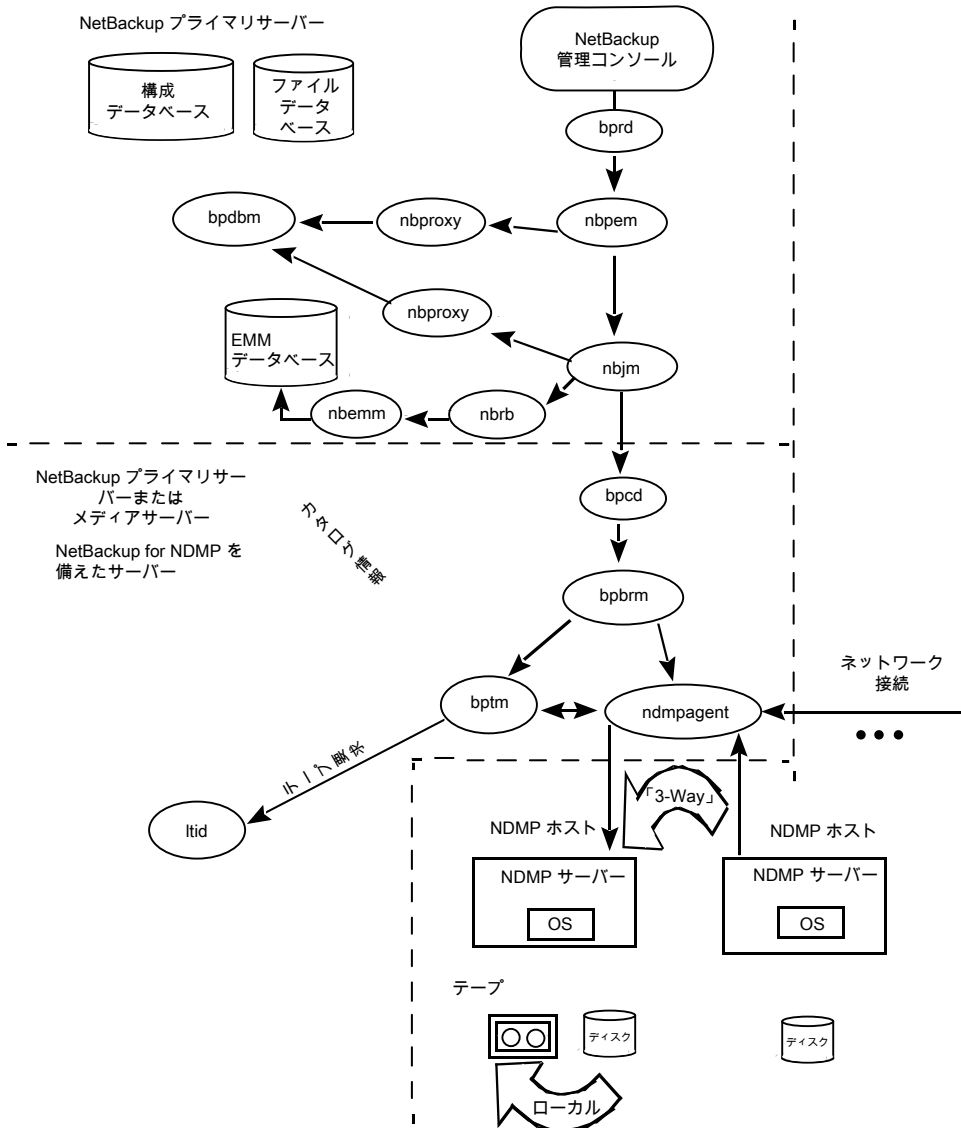 NetBackup プライマリサーバー
NetBackup
管理コンソール
構成
データベース
ファイル
データ
ベース
bprd
bpdbm
nbproxy
nbpem
nbproxy
EMM
データベース
nbjm
nbemm
nbrb
NetBackup プライマリサー
バーまたは
メディアサーバー
NetBackup for NDMP を
備えたサーバー
カタログ情報
bpcd
bpbrm
ネットワーク
接続
bptm
ndmpagent
•••
テープ要求
「3-Way」
ltid
NDMP ホスト
NDMP ホスト
NDMP サーバー
NDMP サーバー
OS
OS
テープ
ディスク
ディスク
ローカル